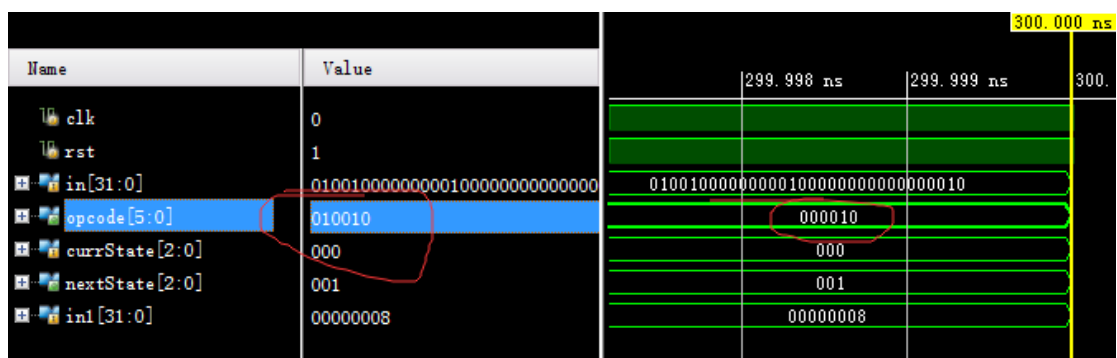 300.000 ns
Name Value
299.998 ns 299.999 ns 300.
clk 0
rst 1
in[31:0] 01001000000000100000000000000 01001000000000100000000000000010
opcode[5:0] 010010 000010
currState[2:0] 000 000
nextState[2:0] 001 001
in1[31:0] 00000008 00000008